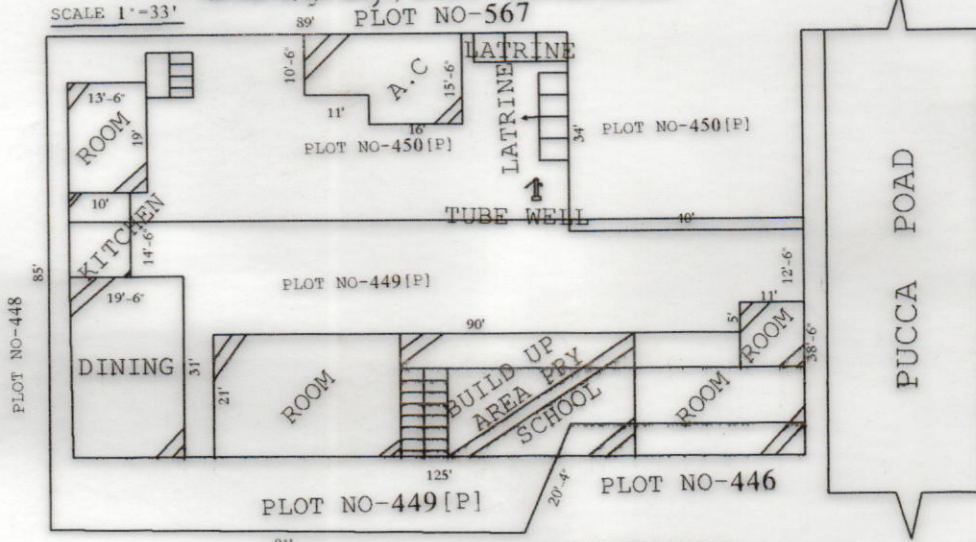 SCALE 1"=33'
PLOT NO-567
89'
LATRINE
10'-6"
A.C
15'-6"
13'-6"
ROOM
19'
11'
16'
LATRINE
34'
PLOT NO-450[P]
PLOT NO-450[P]
10'
TUBE WELL
40'
KITCHEN
14'-6"
12'-6"
85'
PLOT NO-449[P]
19'-6"
11'
PLOT NO-448
90'
5'
ROOM
38'-6"
DINING
31'
21'
ROOM
BUILD UP
AREA PRY
SCHOOL
ROOM
PUCCA POAD
125'
20'-4"
PLOT NO-446
PLOT NO-449[P]